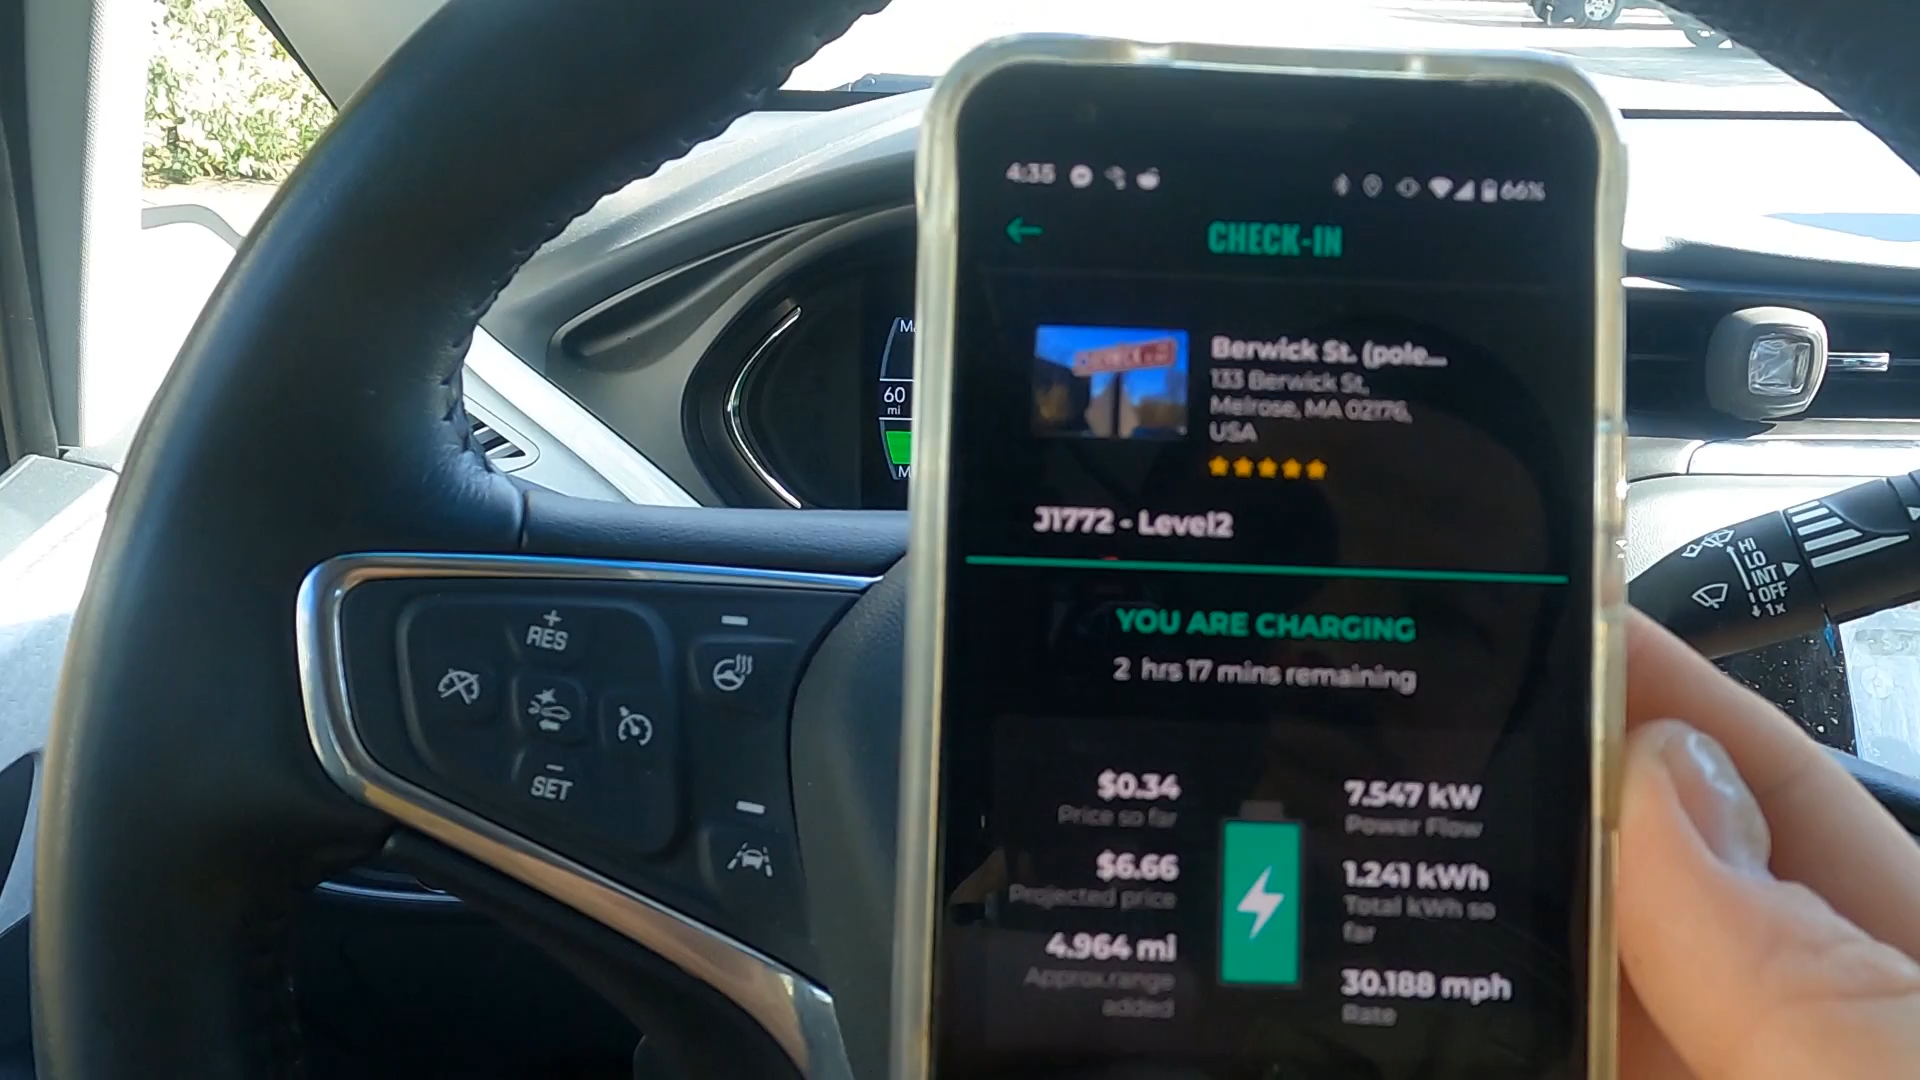 4:35
66%
CHECK-IN
Berwick St. (pole...
133 Berwick St,
Melrose, MA 02176,
USA
J1772 - Level2
YOU ARE CHARGING
2 hrs 17 mins remaining
$0.34
Price so far
$6.66
Projected price
4.964 mi
Approx.range
added
7.547 kW
Power Flow
1.241 kWh
Total kWh so
far
30.188 mph
Rate
60
mi
+
RES
-
SET
HI
LO
INT
OFF
1x